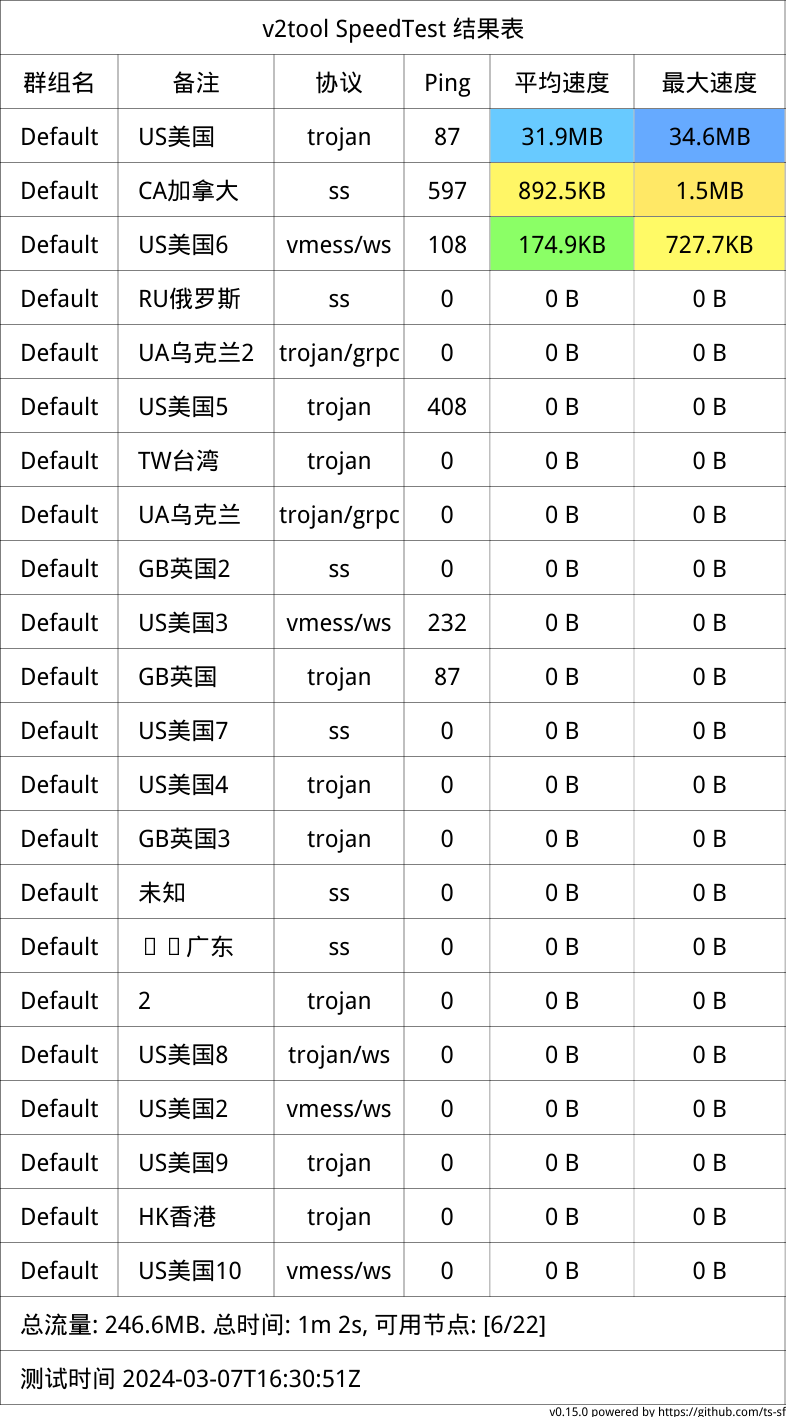 v2tool SpeedTest 结果表
群组名 备注 协议 Ping 平均速度 最大速度
Default US美国 trojan 87 31.9MB 34.6MB
Default CA加拿大 ss 597 892.5KB 1.5MB
Default US美国6 vmess/ws 108 174.9KB 727.7KB
Default RU俄罗斯 ss 0 0 B 0 B
Default UA乌克兰2 trojan/grpc 0 0 B 0 B
Default US美国5 trojan 408 0 B 0 B
Default TW台湾 trojan 0 0 B 0 B
Default UA乌克兰 trojan/grpc 0 0 B 0 B
Default GB英国2 ss 0 0 B 0 B
Default US美国3 vmess/ws 232 0 B 0 B
Default GB英国 trojan 87 0 B 0 B
Default US美国7 ss 0 0 B 0 B
Default US美国4 trojan 0 0 B 0 B
Default GB英国3 trojan 0 0 B 0 B
Default 未知 ss 0 0 B 0 B
Default 广东 ss 0 0 B 0 B
Default 2 trojan 0 0 B 0 B
Default US美国8 trojan/ws 0 0 B 0 B
Default US美国2 vmess/ws 0 0 B 0 B
Default US美国9 trojan 0 0 B 0 B
Default HK香港 trojan 0 0 B 0 B
Default US美国10 vmess/ws 0 0 B 0 B
总流量: 246.6MB. 总时间: 1m 2s, 可用节点: [6/22]
测试时间 2024-03-07T16:30:51Z
v0.15.0 powered by https://github.com/ts-sf